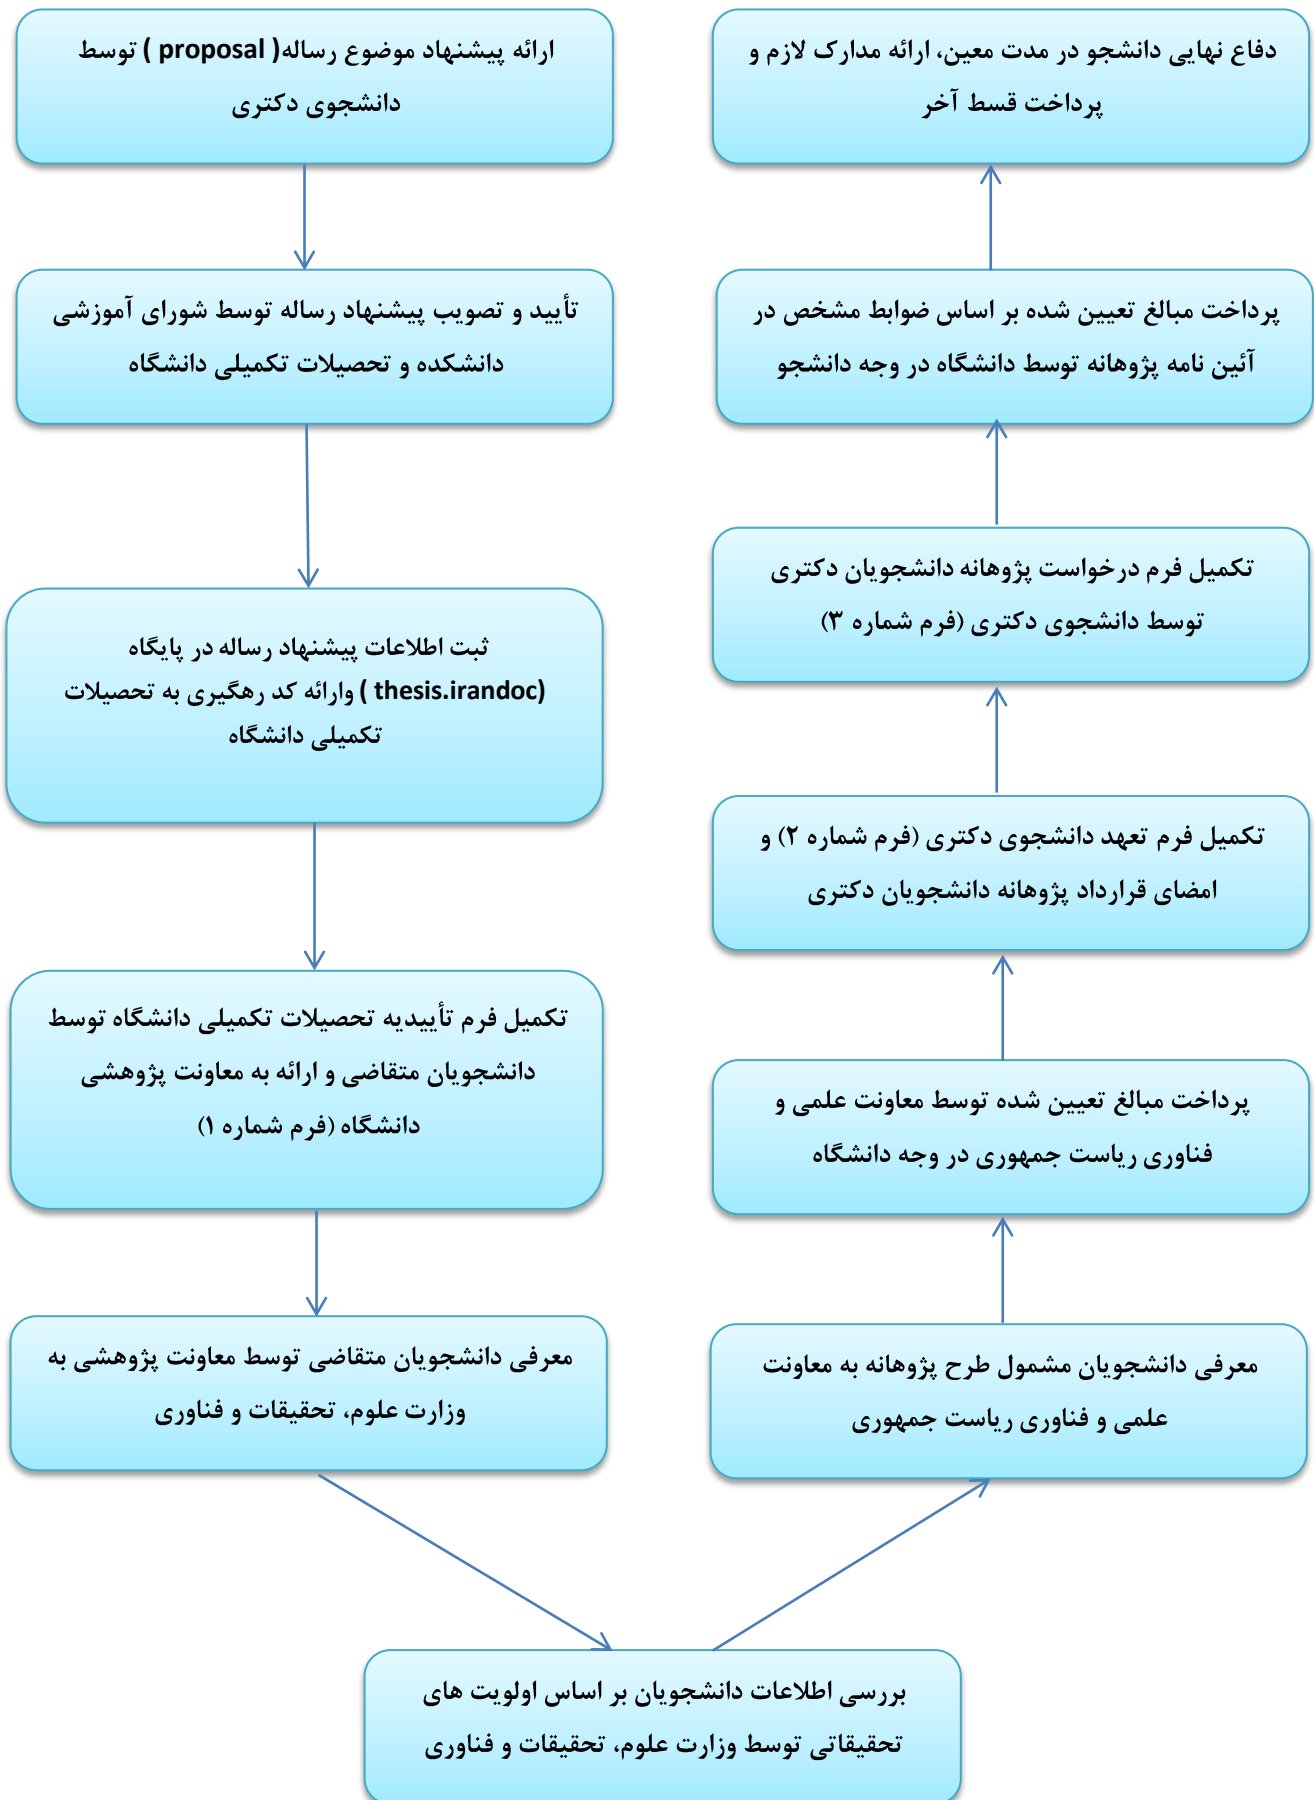 ارائه پیشنهاد موضوع رساله( proposal ) توسط
دانشجوی دکتری
تأیید و تصویب پیشنهاد رساله توسط شورای آموزشی
دانشکده و تحصیلات تکمیلی دانشگاه
ثبت اطلاعات پیشنهاد رساله در پایگاه
(thesis.irandoc ) وارائه کد رهگیری به تحصیلات
تکمیلی دانشگاه
تکمیل فرم تأییدیه تحصیلات تکمیلی دانشگاه توسط
دانشجویان متقاضی و ارائه به معاونت پژوهشی
دانشگاه (فرم شماره ۱)
معرفی دانشجویان متقاضی توسط معاونت پژوهشی به
وزارت علوم، تحقیقات و فناوری
بررسی اطلاعات دانشجویان بر اساس اولویت های
تحقیقاتی توسط وزارت علوم، تحقیقات و فناوری
معرفی دانشجویان مشمول طرح پژوهانه به معاونت
علمی و فناوری ریاست جمهوری
پرداخت مبالغ تعیین شده توسط معاونت علمی و
فناوری ریاست جمهوری در وجه دانشگاه
تکمیل فرم تعهد دانشجوی دکتری (فرم شماره ۲) و
امضای قرارداد پژوهانه دانشجویان دکتری
تکمیل فرم درخواست پژوهانه دانشجویان دکتری
توسط دانشجوی دکتری (فرم شماره ۳)
پرداخت مبالغ تعیین شده بر اساس ضوابط مشخص در
آئین نامه پژوهانه توسط دانشگاه در وجه دانشجو
دفاع نهایی دانشجو در مدت معین، ارائه مدارک لازم و
پرداخت قسط آخر